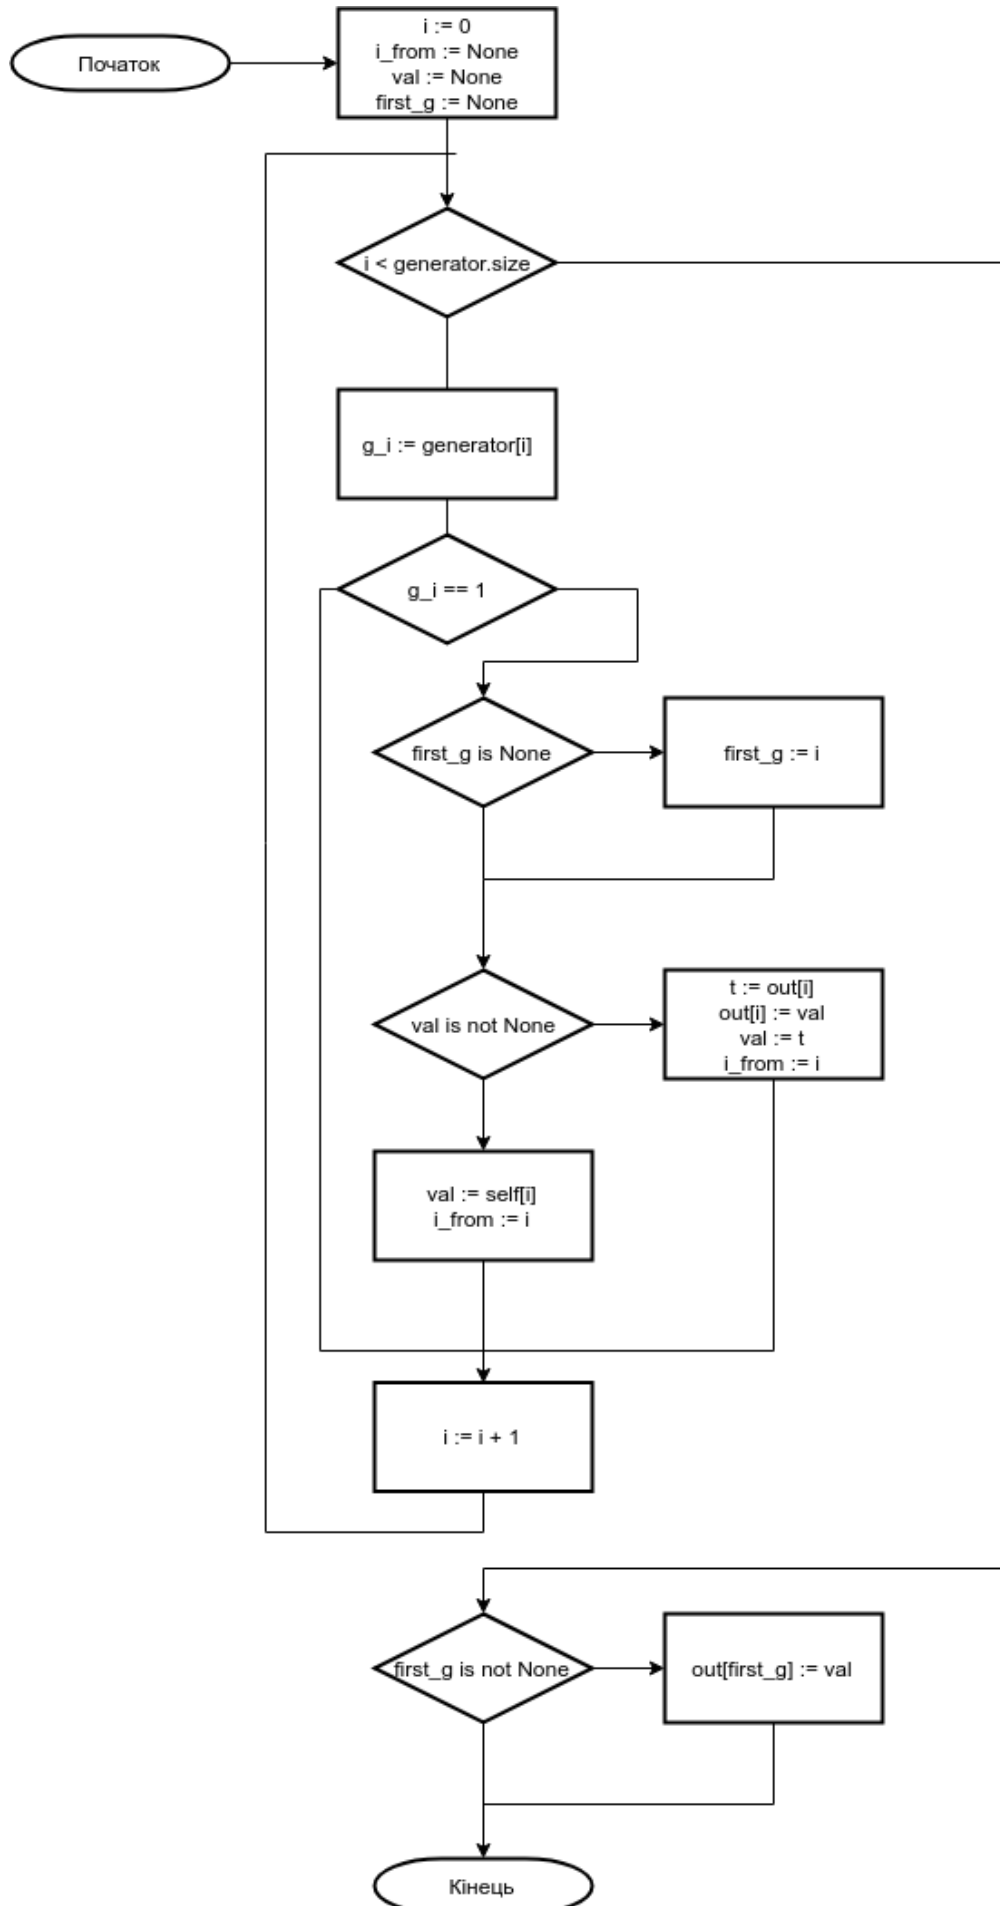 Початок
i := 0
i_from := None
val := None
first_g := None
i < generator.size
g_i := generator[i]
g_i == 1
first_g is None
first_g := i
val is not None
t := out[i]
out[i] := val
val := t
i_from := i
val := self[i]
i_from := i
i := i + 1
first_g is not None
out[first_g] := val
Кінець